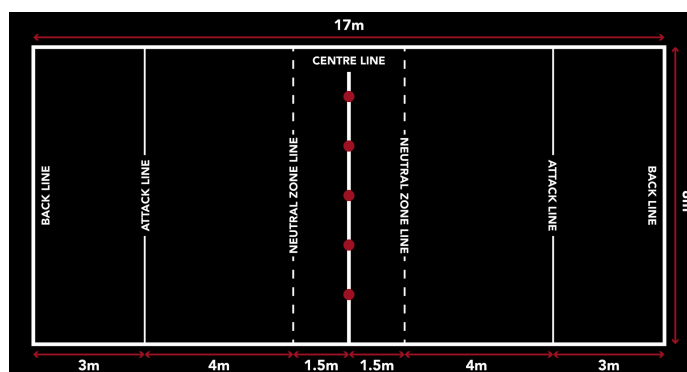 17m
CENTRE LINE
BACK LINE
ATTACK LINE
NEUTRAL ZONE LINE
NEUTRAL ZONE LINE
ATTACK LINE
BACK LINE
3m
4m
1.5m
1.5m
4m
3m